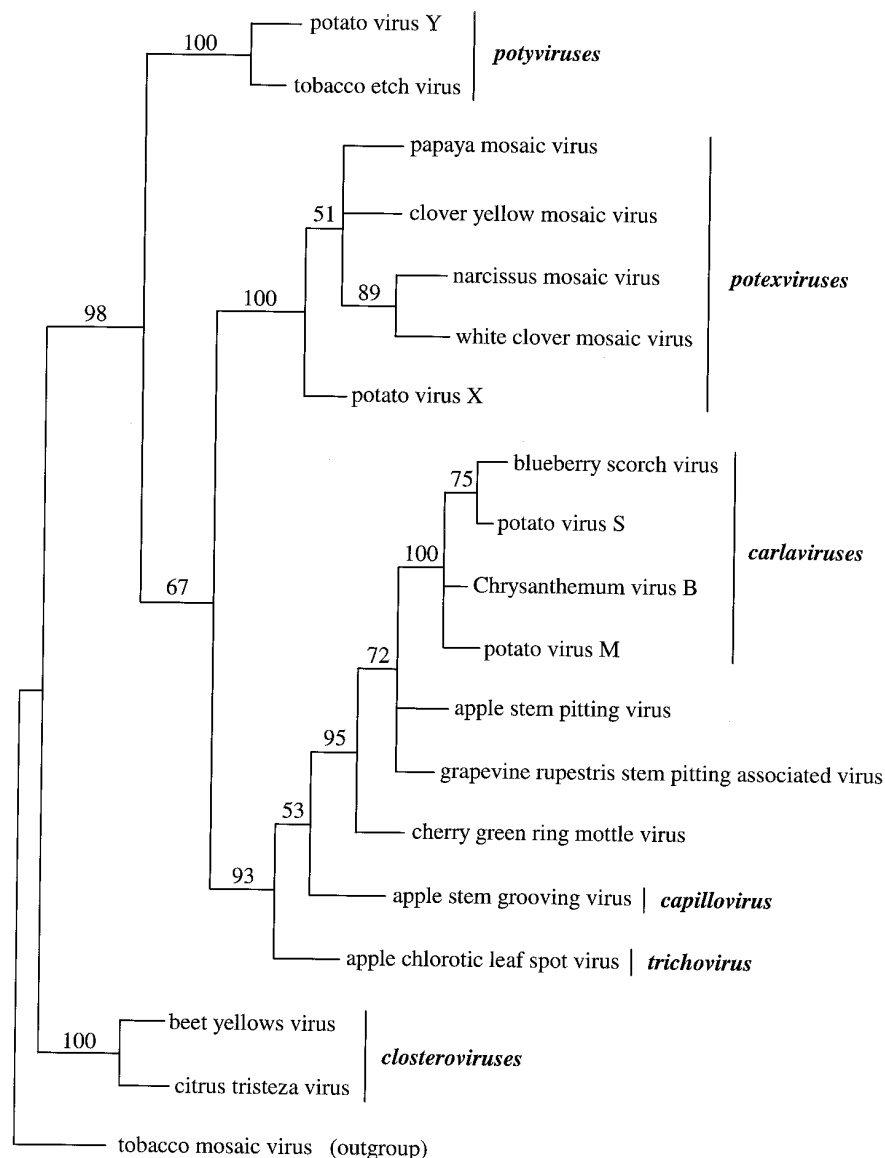 potato virus Y
100
potyviruses
tobacco etch virus
papaya mosaic virus
51
clover yellow mosaic virus
narcissus mosaic virus
potexviruses
100
89
98
white clover mosaic virus
potato virus X
blueberry scorch virus
75
potato virus S
100
carlaviruses
67
Chrysanthemum virus B
potato virus M
72
apple stem pitting virus
95
grapevine rupestris stem pitting associated virus
53
cherry green ring mottle virus
93
apple stem grooving virus
capillovirus
apple chlorotic leaf spot virus
trichovirus
beet yellows virus
100
closteroviruses
citrus tristeza virus
tobacco mosaic virus (outgroup)